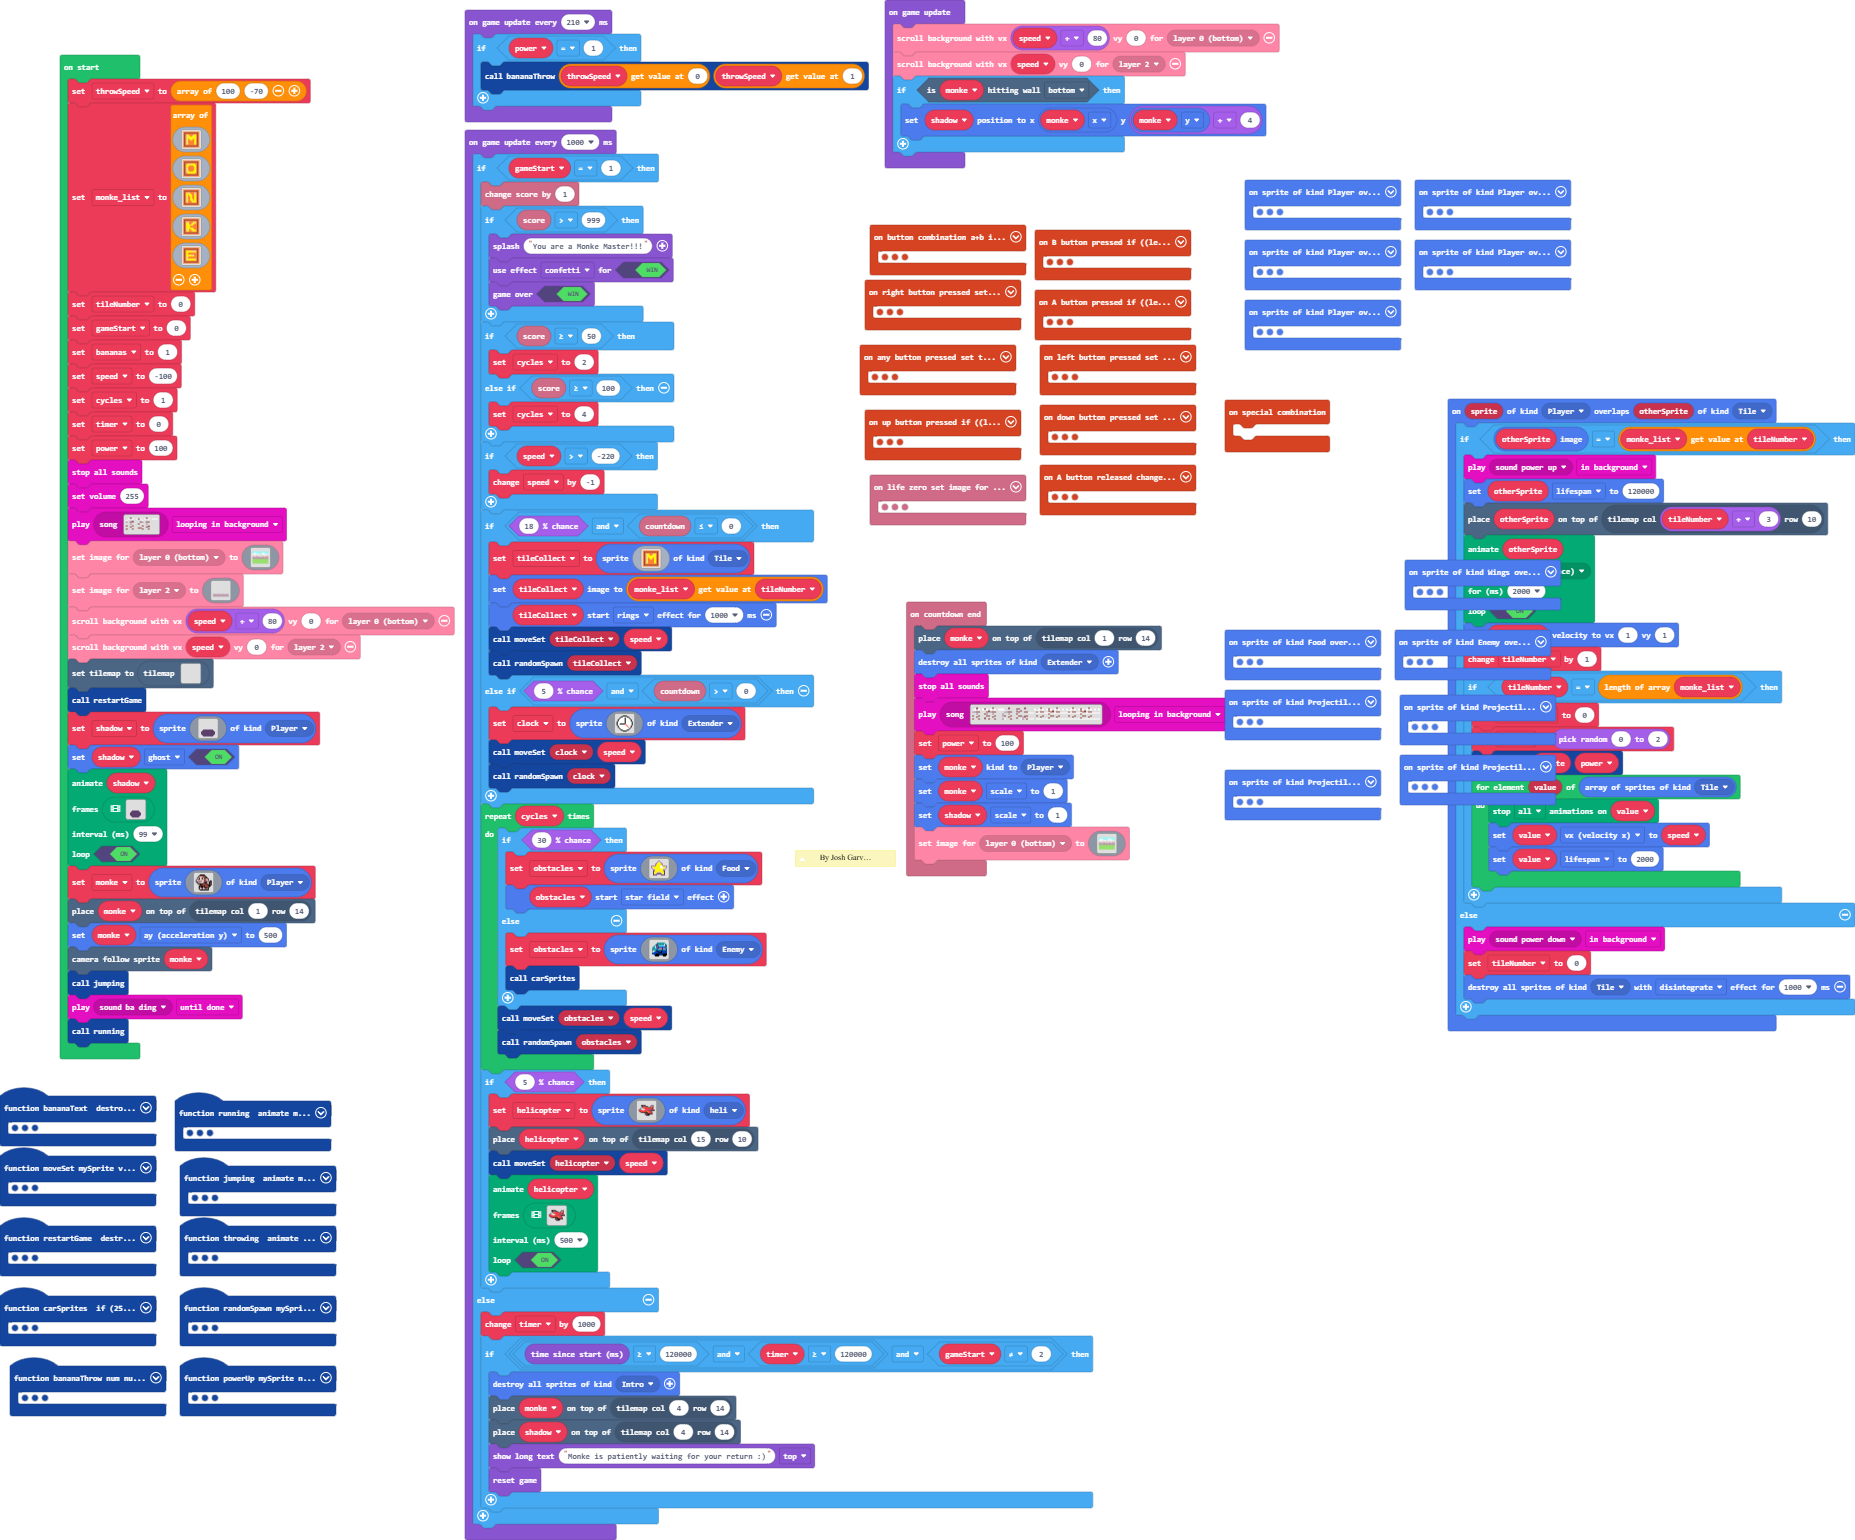 on start
set throwSpeed to array of 100 -70
set monke_list to
array of
M
O
N
K
E
set tileNumber to 0
set gameStart to 0
set bananas to 1
set speed to -100
set cycles to 1
set timer to 0
set power to 100
stop all sounds
set volume 255
play song looping in background
set image for layer 0 (bottom) to
set image for layer 2 to
scroll background with vx speed ÷ 80 vy 0 for layer 0 (bottom)
scroll background with vx speed vy 0 for layer 2
set tilemap to tilemap
call restartGame
set shadow to sprite of kind Player
set shadow ghost ON
animate shadow
frames
interval (ms) 99
loop ON
set monke to sprite of kind Player
place monke on top of tilemap col 1 row 14
set monke ay (acceleration y) to 500
camera follow sprite monke
call jumping
play sound ba ding until done
call running
function bananaText destro...
function running animate m...
function moveSet mySprite v...
function jumping animate m...
function restartGame destr...
function throwing animate ...
function carSprites if (25...
function randomSpawn mySpri...
function bananaThrow num nu...
function powerUp mySprite n...
on game update every 210 ms
if power = 1 then
call bananaThrow throwSpeed get value at 0 throwSpeed get value at 1
on game update every 1000 ms
if gameStart = 1 then
change score by 1
if score > 999 then
splash "You are a Monke Master!!!"
use effect confetti for WIN
game over WIN
if score ≥ 50 then
set cycles to 2
else if score ≥ 100 then
set cycles to 4
if speed > -220 then
change speed by -1
if 18 % chance and countdown ≤ 0 then
set tileCollect to sprite M of kind Tile
set tileCollect image to monke_list get value at tileNumber
tileCollect start rings effect for 1000 ms
call moveSet tileCollect speed
call randomSpawn tileCollect
else if 5 % chance and countdown > 0 then
set clock to sprite of kind Extender
call moveSet clock speed
call randomSpawn clock
repeat cycles times
do if 30 % chance then
set obstacles to sprite of kind Food
obstacles start star field effect
else
set obstacles to sprite of kind Enemy
call carSprites
call moveSet obstacles speed
call randomSpawn obstacles
if 5 % chance then
set helicopter to sprite of kind heli
place helicopter on top of tilemap col 15 row 10
call moveSet helicopter speed
animate helicopter
frames
interval (ms) 500
loop ON
else
change timer by 1000
if time since start (ms) ≥ 120000 and timer ≥ 120000 and gameStart ≠ 2 then
destroy all sprites of kind Intro
place monke on top of tilemap col 4 row 14
place shadow on top of tilemap col 4 row 14
show long text "Monke is patiently waiting for your return :)" top
reset game
on game update
scroll background with vx speed ÷ 80 vy 0 for layer 0 (bottom)
scroll background with vx speed vy 0 for layer 2
if is monke hitting wall bottom then
set shadow position to x monke x y monke y + 4
on button combination a+b i...
on B button pressed if ((le...
on right button pressed set...
on A button pressed if ((le...
on any button pressed set t...
on left button pressed set ...
on up button pressed if ((l...
on down button pressed set ...
on life zero set image for ...
on A button released change...
on special combination
on sprite of kind Player ov...
on sprite of kind Player ov...
on sprite of kind Player ov...
on sprite of kind Player ov...
on sprite of kind Player ov...
By Josh Garv...
on countdown end
place monke on top of tilemap col 1 row 14
destroy all sprites of kind Extender
stop all sounds
play song looping in background
set power to 100
set monke kind to Player
set monke scale to 1
set shadow scale to 1
set image for layer 0 (bottom) to
on sprite of kind Food over...
on sprite of kind Projectil...
on sprite of kind Projectil...
on sprite of kind Wings ove...
on sprite of kind Enemy ove...
on sprite of kind Projectil...
on sprite of kind Projectil...
on sprite of kind Player overlaps otherSprite of kind Tile
if otherSprite image = monke_list get value at tileNumber then
play sound power up in background
set otherSprite lifespan to 120000
place otherSprite on top of tilemap col tileNumber + 3 row 10
animate otherSprite
ce)
for (ms) 2000
loop
velocity to vx 1 vy 1
change tileNumber by 1
if tileNumber = length of array monke_list then
to 0
pick random 0 to 2
te power
for element value of array of sprites of kind Tile
do stop all animations on value
set value vx (velocity x) to speed
set value lifespan to 2000
else
play sound power down in background
set tileNumber to 0
destroy all sprites of kind Tile with disintegrate effect for 1000 ms